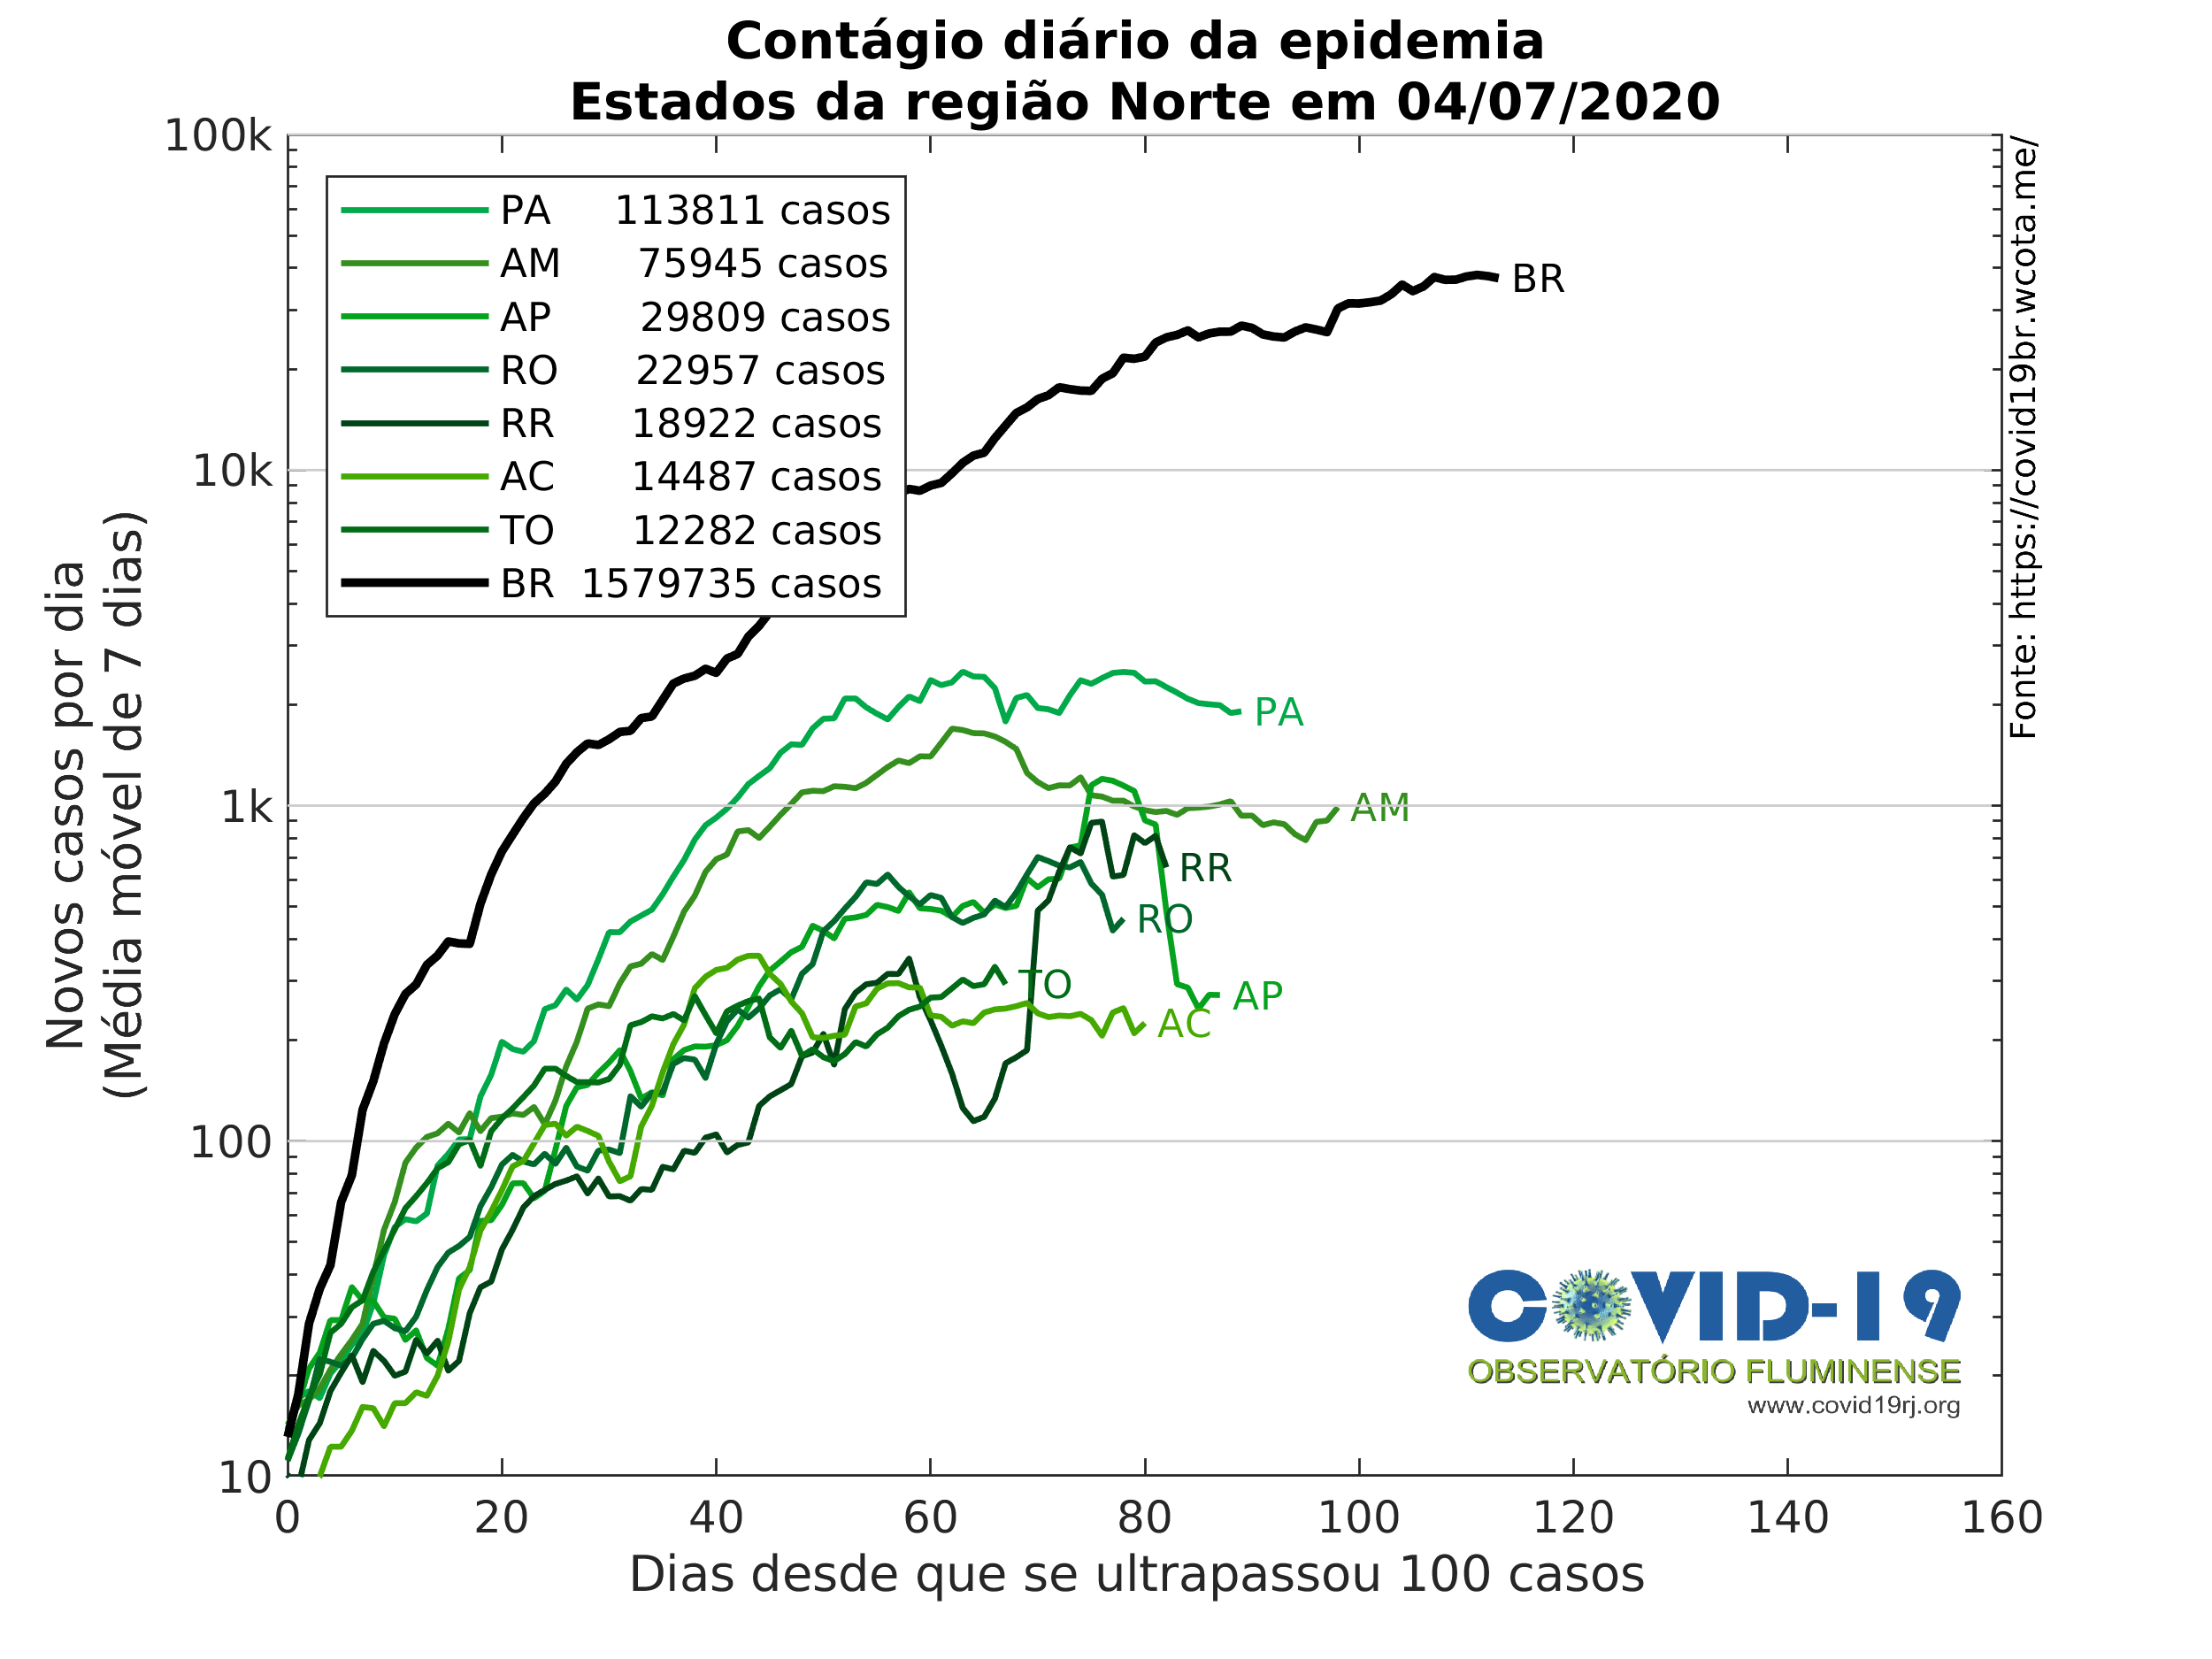 Contágio diário da epidemia
Estados da região Norte em 04/07/2020
100k
10k
1k
100
10
Novos casos por dia
(Média móvel de 7 dias)
PA 113811 casos
AM 75945 casos
AP 29809 casos
RO 22957 casos
RR 18922 casos
AC 14487 casos
TO 12282 casos
BR 1579735 casos
BR
PA
AM
RR
RO
TO
AP
AC
Fonte: https://covid19br.wcota.me/
COVID-19
OBSERVATÓRIO FLUMINENSE
www.covid19rj.org
0 20 40 60 80 100 120 140 160
Dias desde que se ultrapassou 100 casos